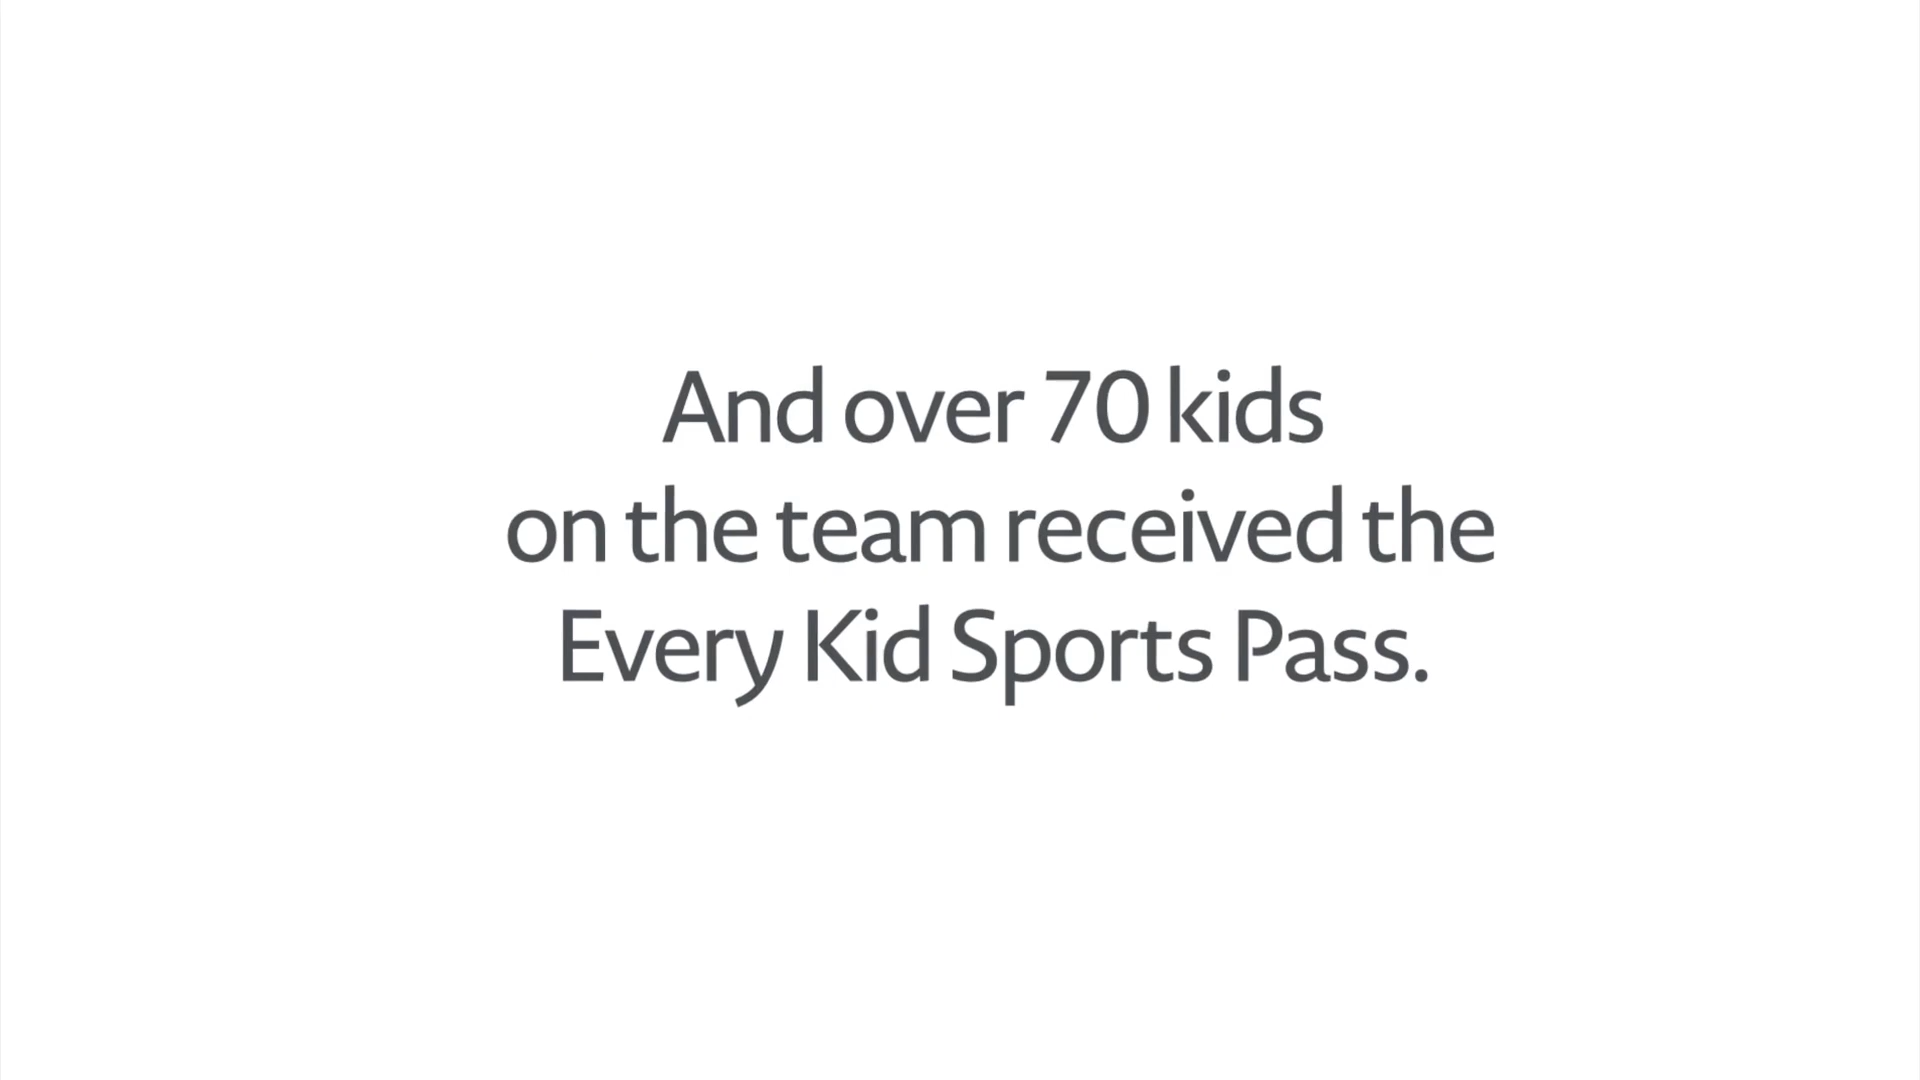 And over 70 kids
on the team received the
Every Kid Sports Pass.